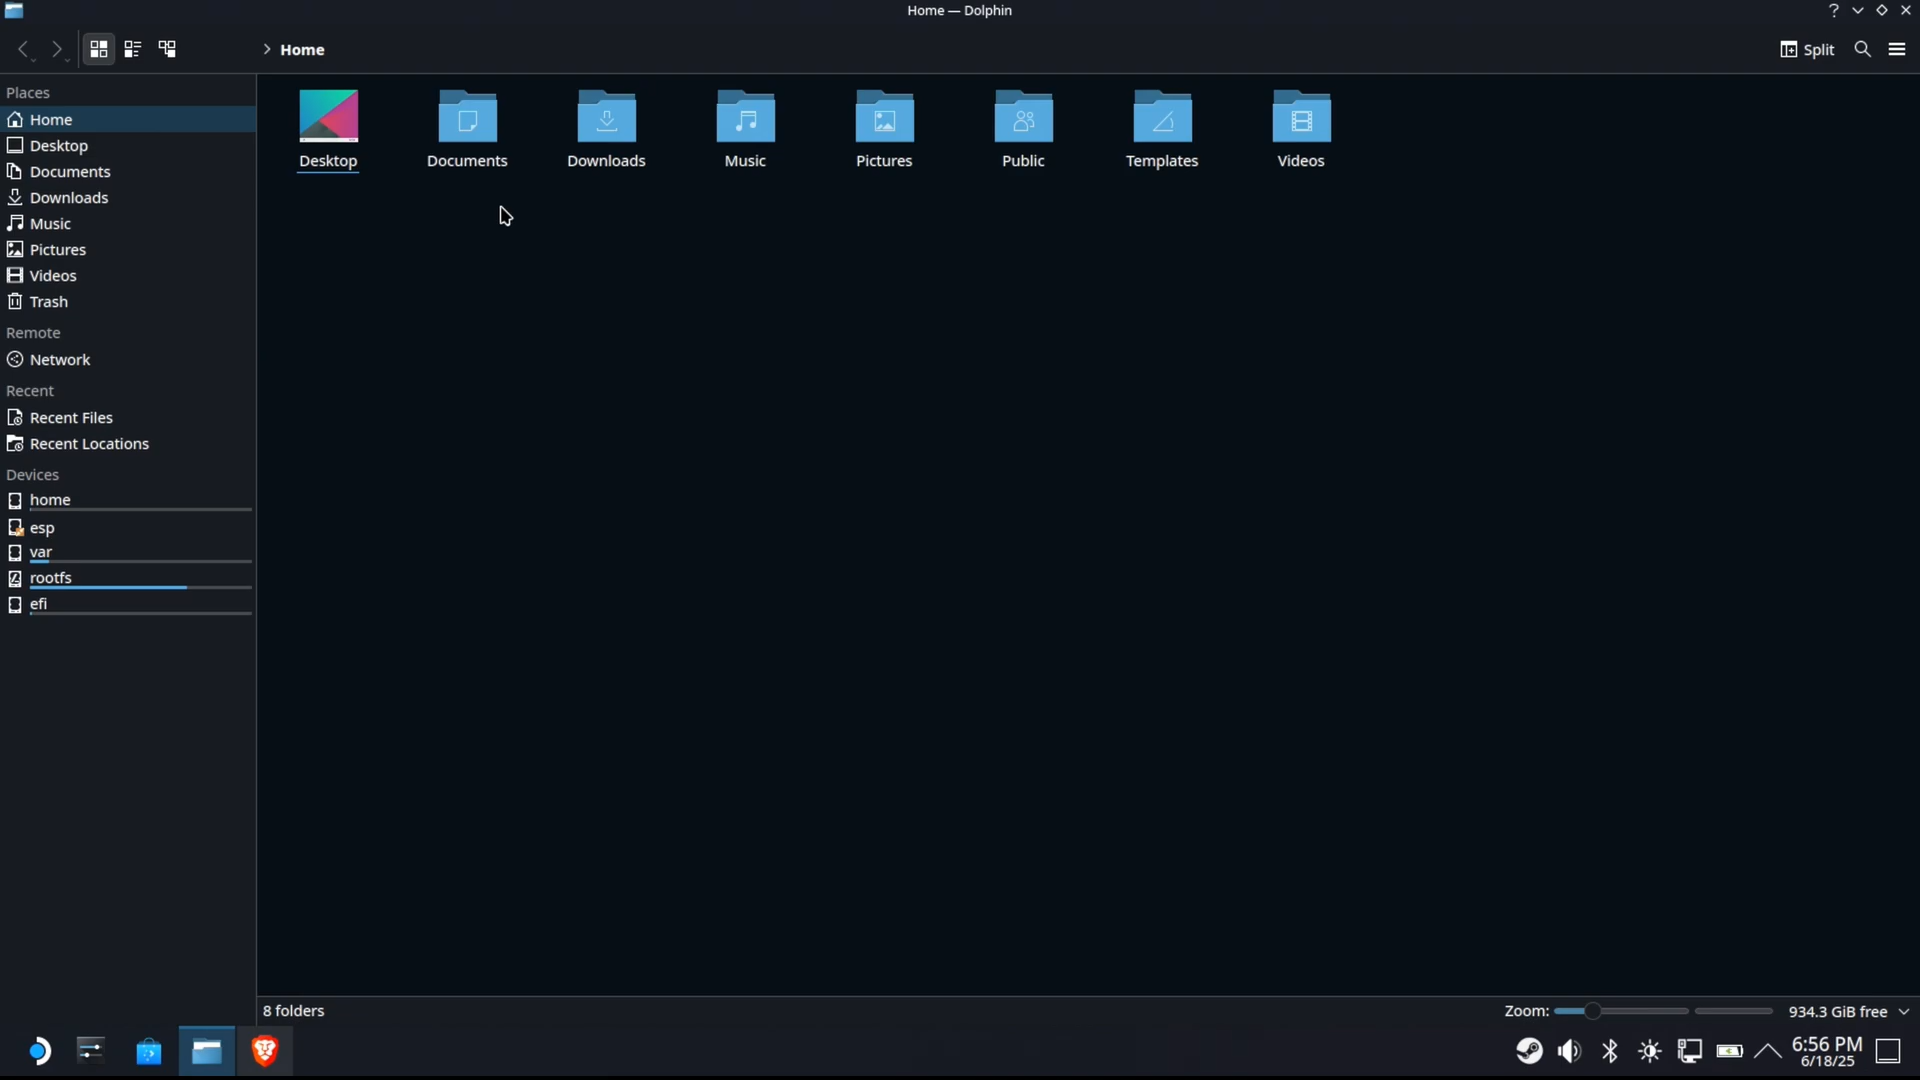 Home — Dolphin
Home
Split
Places
Home
Desktop
Documents
Downloads
Music
Pictures
Videos
Trash
Remote
Network
Recent
Recent Files
Recent Locations
Devices
home
esp
var
rootfs
efi
Desktop
Documents
Downloads
Music
Pictures
Public
Templates
Videos
8 folders
Zoom:
934.3 GiB free
6:56 PM
6/18/25